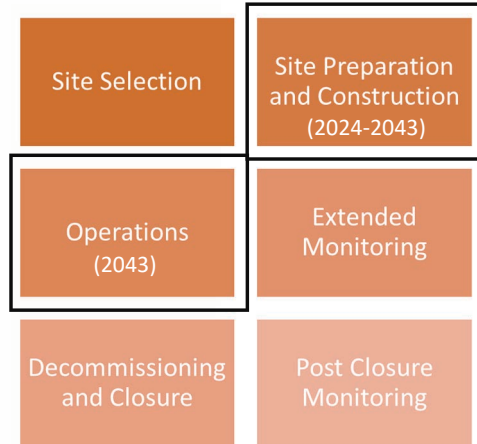 Site Selection
Site Preparation
and Construction
(2024-2043)
Operations
(2043)
Extended
Monitoring
Decommissioning
and Closure
Post Closure
Monitoring